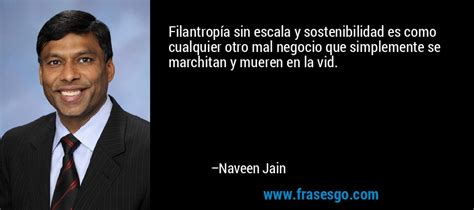 Filantropía sin escala y sostenibilidad es como
cualquier otro mal negocio que simplemente se
marchitan y mueren en la vid.
–Naveen Jain
www.frasesgo.com